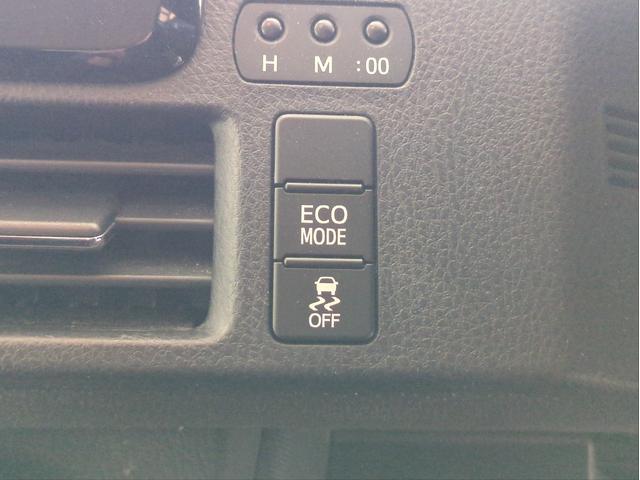 H M :00
ECO
MODE
OFF